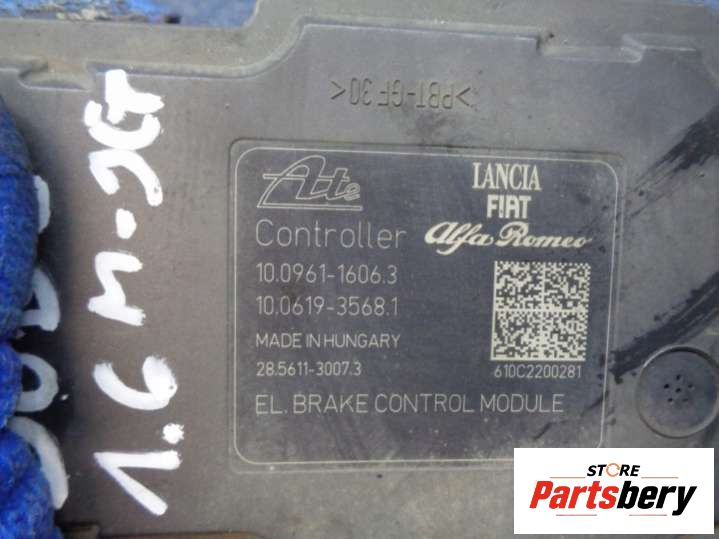 >PBT-GF30<
Ate
LANCIA
FIAT
Alfa Romeo
Controller
10.0961-1606.3
10.0619-3568.1
MADE IN HUNGARY
28.5611-3007.3
610C2200281
EL. BRAKE CONTROL MODULE
1.6 M-JET
STORE
Partsbery